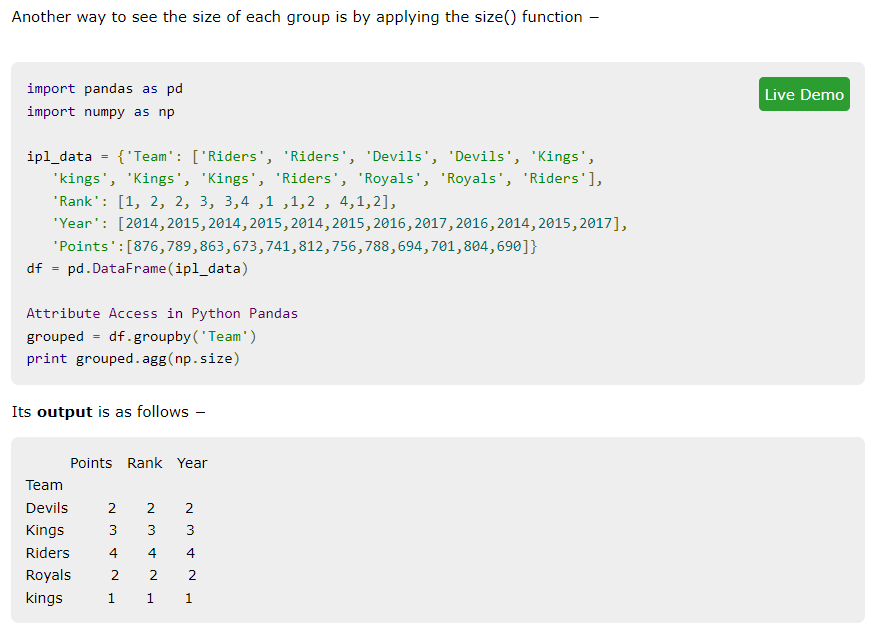 Another way to see the size of each group is by applying the size() function −
Live Demo
import pandas as pd
import numpy as np
ipl_data = {'Team': ['Riders', 'Riders', 'Devils', 'Devils', 'Kings',
'kings', 'Kings', 'Kings', 'Riders', 'Royals', 'Royals', 'Riders'],
'Rank': [1, 2, 2, 3, 3,4 ,1 ,1,2 , 4,1,2],
'Year': [2014,2015,2014,2015,2014,2015,2016,2017,2016,2014,2015,2017],
'Points':[876,789,863,673,741,812,756,788,694,701,804,690]}
df = pd.DataFrame(ipl_data)
Attribute Access in Python Pandas
grouped = df.groupby('Team')
print grouped.agg(np.size)
Its output is as follows −
Points Rank Year
Team
Devils 2 2 2
Kings 3 3 3
Riders 4 4 4
Royals 2 2 2
kings 1 1 1